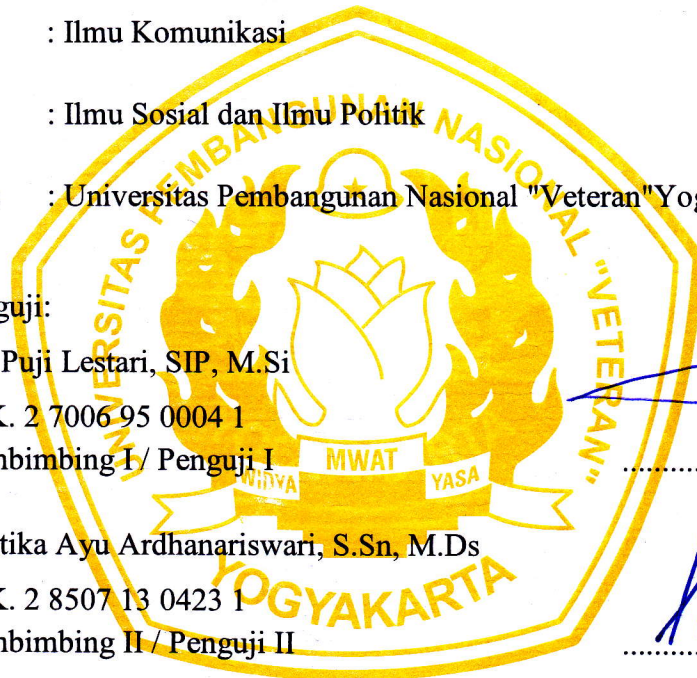 : Ilmu Komunikasi
: Ilmu Sosial dan Ilmu Politik
: Universitas Pembangunan Nasional "Veteran"Yog
guji:
Puji Lestari, SIP, M.Si
K. 2 7006 95 0004 1
mbimbing I / Penguji I
tika Ayu Ardhanariswari, S.Sn, M.Ds
K. 2 8507 13 0423 1
mbimbing II / Penguji II
UNIVERSITAS PEMBANGUNAN NASIONAL "VETERAN"
WIDYA MWAT YASA
YOGYAKARTA